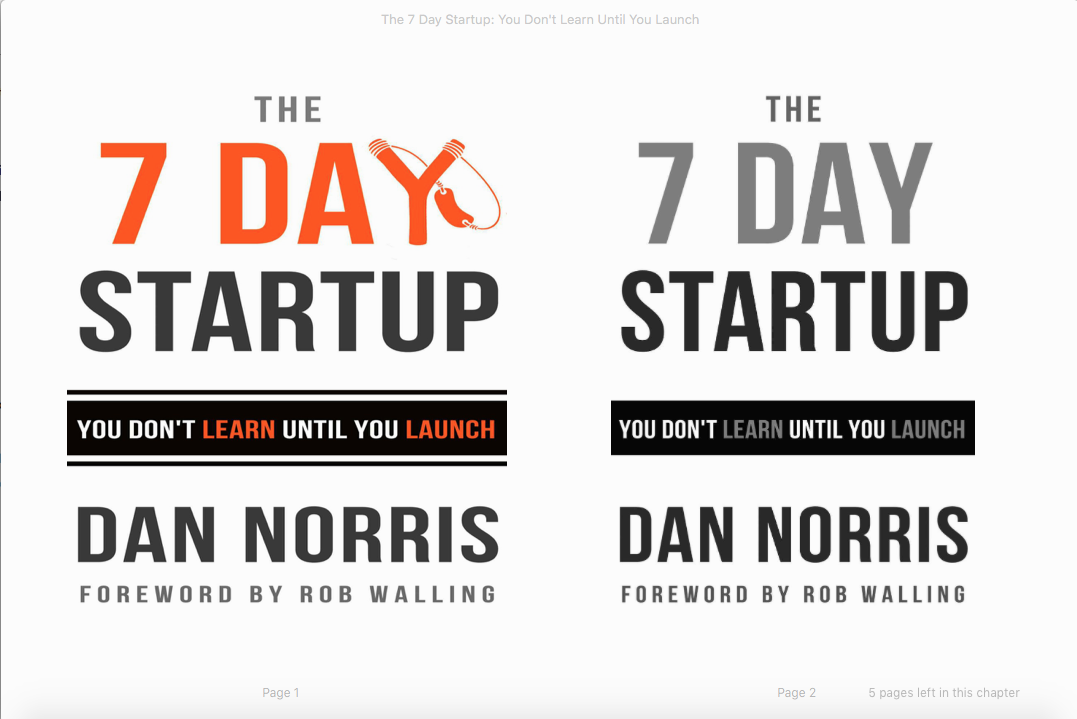 The 7 Day Startup: You Don't Learn Until You Launch
THE
7 DAY
STARTUP
YOU DON'T LEARN UNTIL YOU LAUNCH
DAN NORRIS
FOREWORD BY ROB WALLING
Page 1
THE
7 DAY
STARTUP
YOU DON'T LEARN UNTIL YOU LAUNCH
DAN NORRIS
FOREWORD BY ROB WALLING
Page 2
5 pages left in this chapter